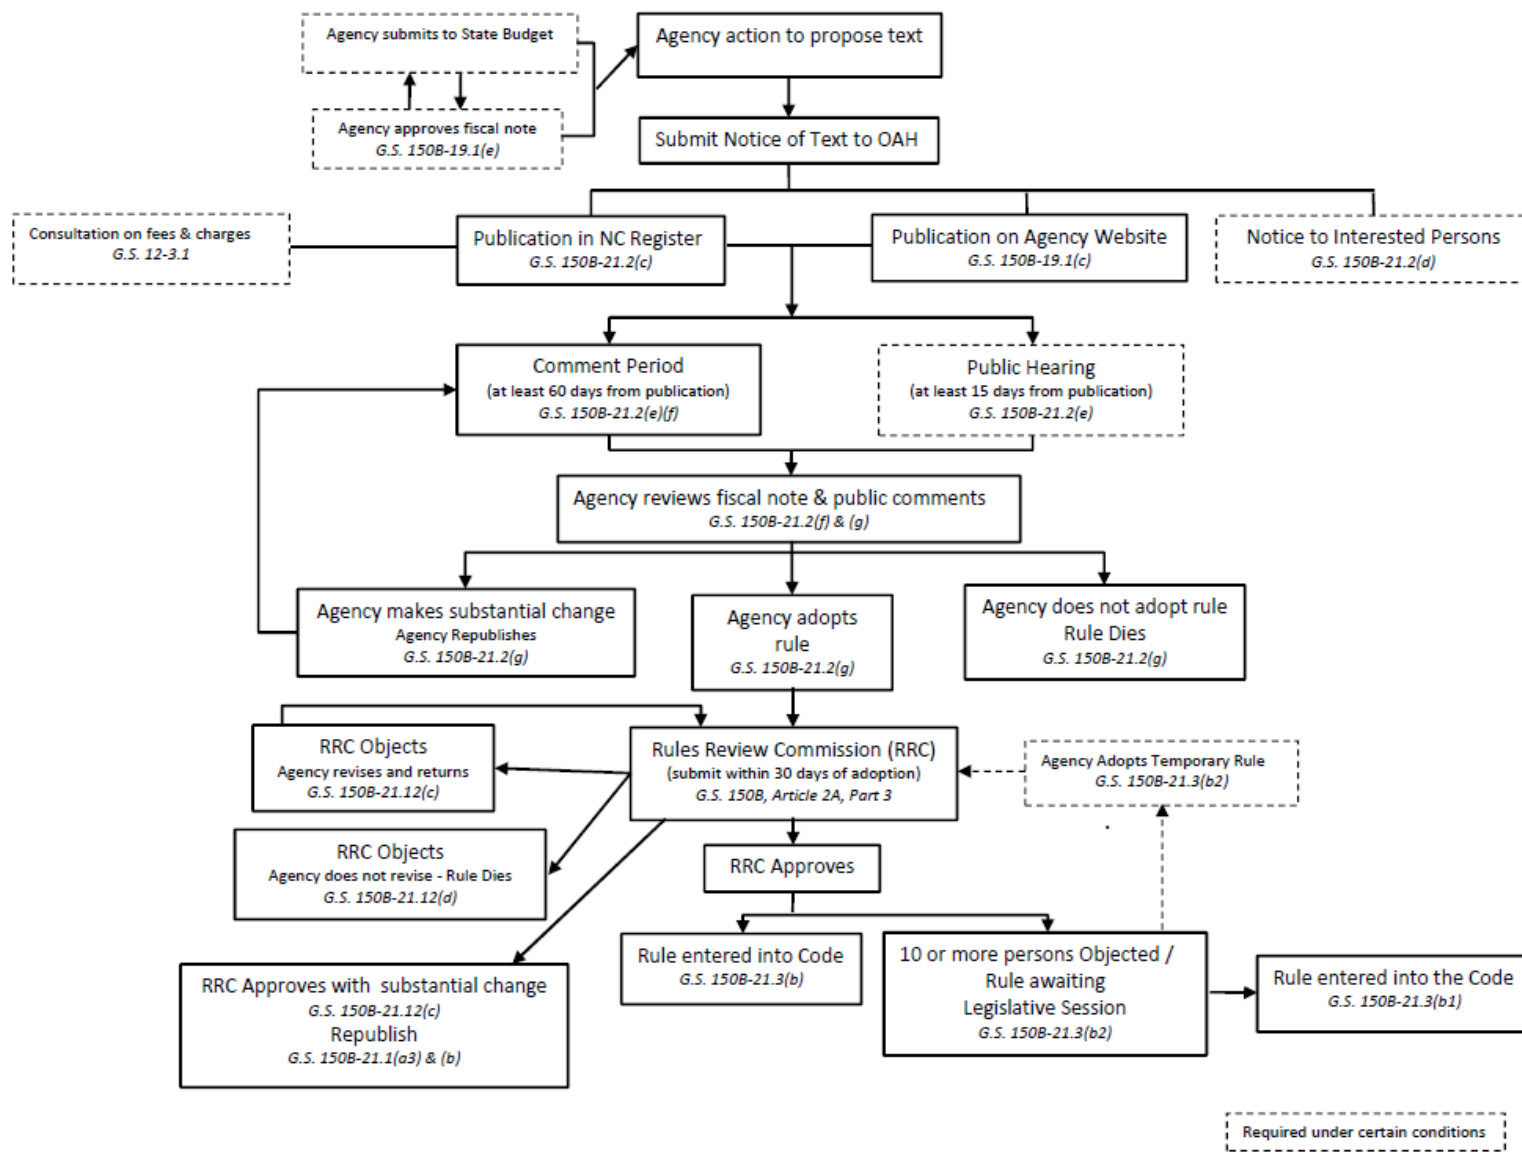 Agency submits to State Budget
Agency action to propose text
Agency approves fiscal note
G.S. 150B-19.1(e)
Submit Notice of Text to OAH
Consultation on fees & charges
G.S. 12-3.1
Publication in NC Register
G.S. 150B-21.2(c)
Publication on Agency Website
G.S. 150B-19.1(c)
Notice to Interested Persons
G.S. 150B-21.2(d)
Comment Period
(at least 60 days from publication)
G.S. 150B-21.2(e)(f)
Public Hearing
(at least 15 days from publication)
G.S. 150B-21.2(e)
Agency reviews fiscal note & public comments
G.S. 150B-21.2(f) & (g)
Agency makes substantial change
Agency Republishes
G.S. 150B-21.2(g)
Agency adopts
rule
G.S. 150B-21.2(g)
Agency does not adopt rule
Rule Dies
G.S. 150B-21.2(g)
RRC Objects
Agency revises and returns
G.S. 150B-21.12(c)
Rules Review Commission (RRC)
(submit within 30 days of adoption)
G.S. 150B, Article 2A, Part 3
Agency Adopts Temporary Rule
G.S. 150B-21.3(b2)
RRC Objects
Agency does not revise - Rule Dies
G.S. 150B-21.12(d)
RRC Approves
RRC Approves with substantial change
G.S. 150B-21.12(c)
Republish
G.S. 150B-21.1(a3) & (b)
Rule entered into Code
G.S. 150B-21.3(b)
10 or more persons Objected /
Rule awaiting
Legislative Session
G.S. 150B-21.3(b2)
Rule entered into the Code
G.S. 150B-21.3(b1)
Required under certain conditions